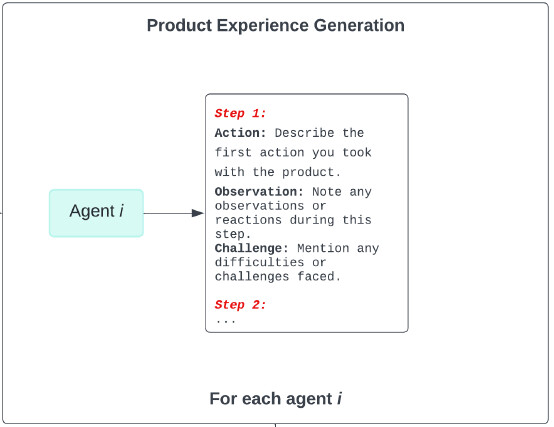 Product Experience Generation
Step 1:
Action: Describe the
first action you took
with the product.
Observation: Note any
observations or
reactions during this
step.
Challenge: Mention any
difficulties or
challenges faced.
Step 2:
...
Agent i
For each agent i